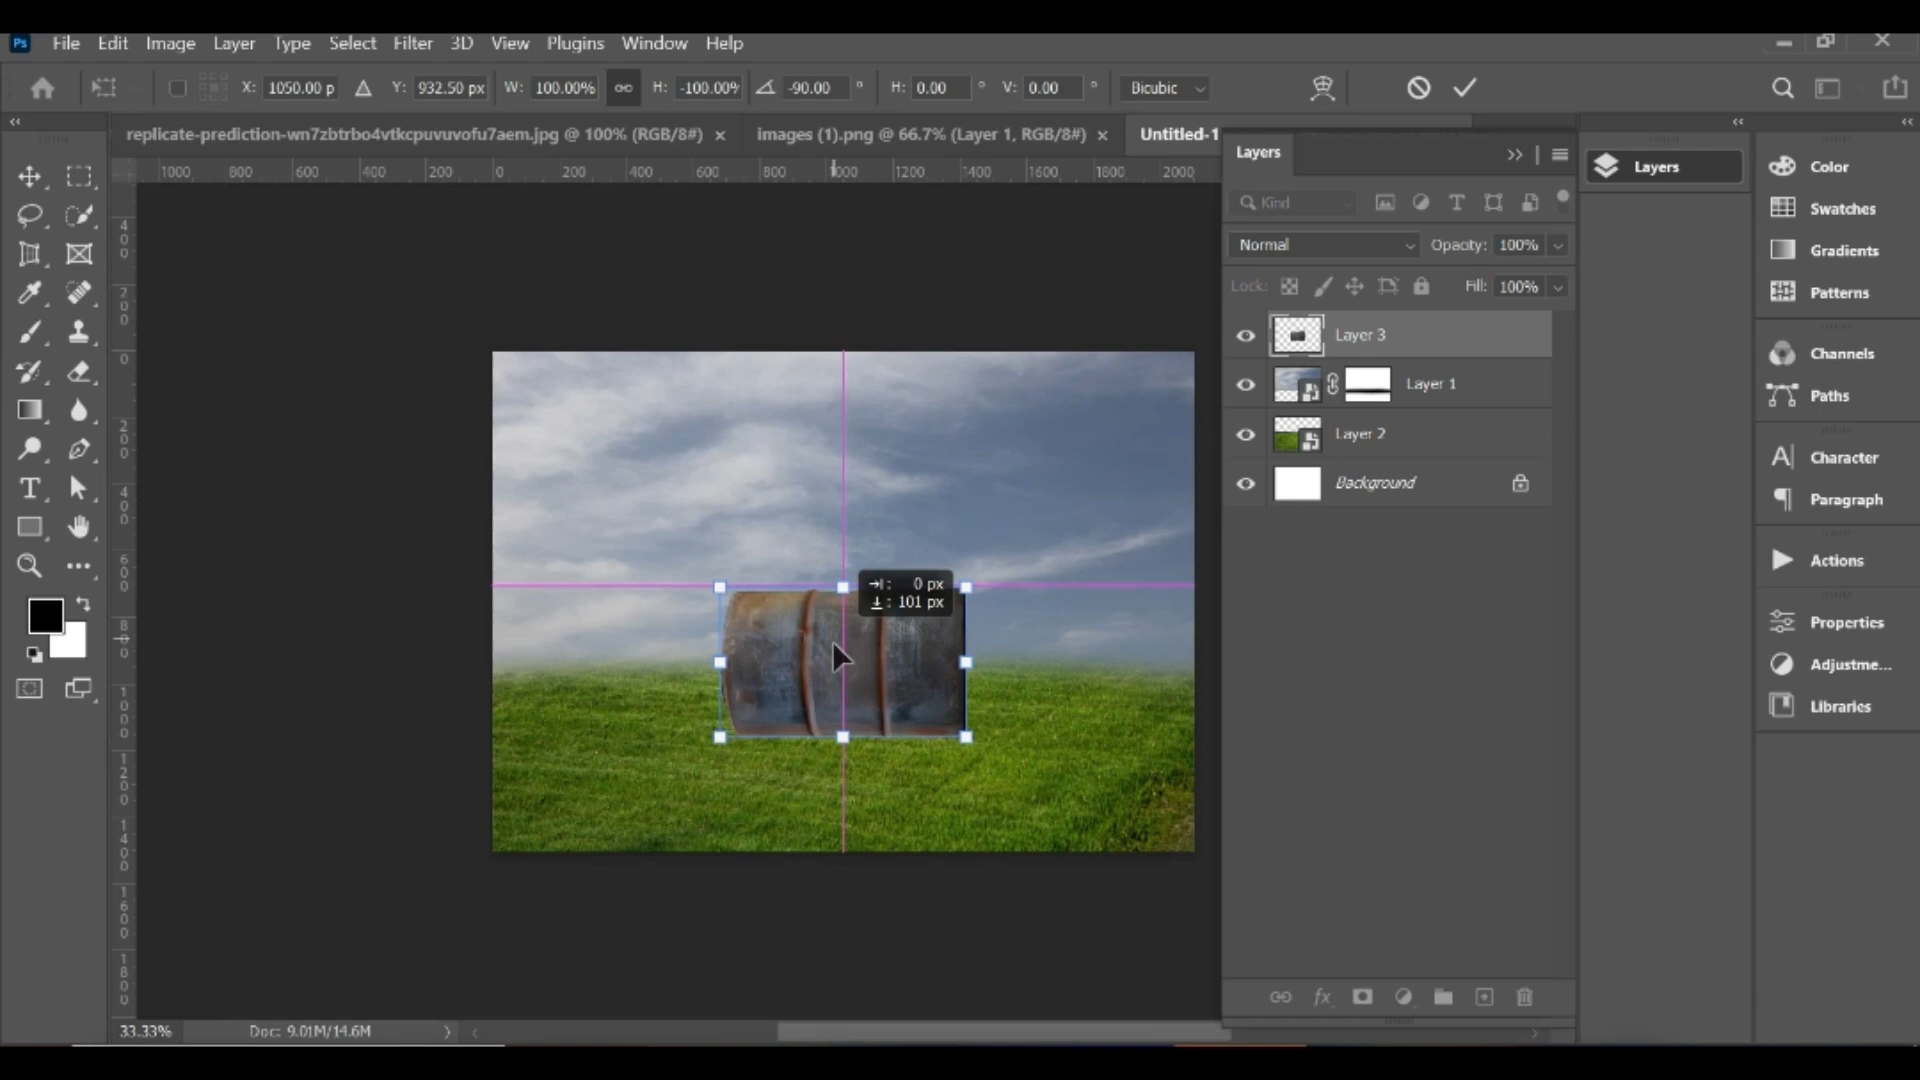 Ps File Edit Image Layer Type Select Filter 3D View Plugins Window Help
X: 1050.00 p Y: 932.50 px W: 100.00% H: -100.00% -90.00 ° H: 0.00 ° V: 0.00 ° Bicubic
replicate-prediction-wn7zbtrbo4vtkcpuvuvofu7aem.jpg @ 100% (RGB/8#) × images (1).png @ 66.7% (Layer 1, RGB/8#) × Untitled-1
1000 800 600 400 200 0 200 400 600 800 1000 1200 1400 1600 1800 2000
400
200
0
200
400
600
800
1000
1200
1400
1600
1800
Layers
Kind
Normal Opacity: 100%
Lock: Fill: 100%
Layer 3
Layer 1
Layer 2
Background
0 px
101 px
Layers
Color
Swatches
Gradients
Patterns
Channels
Paths
Character
Paragraph
Actions
Properties
Adjustme...
Libraries
33.33% Doc: 9.01M/14.6M